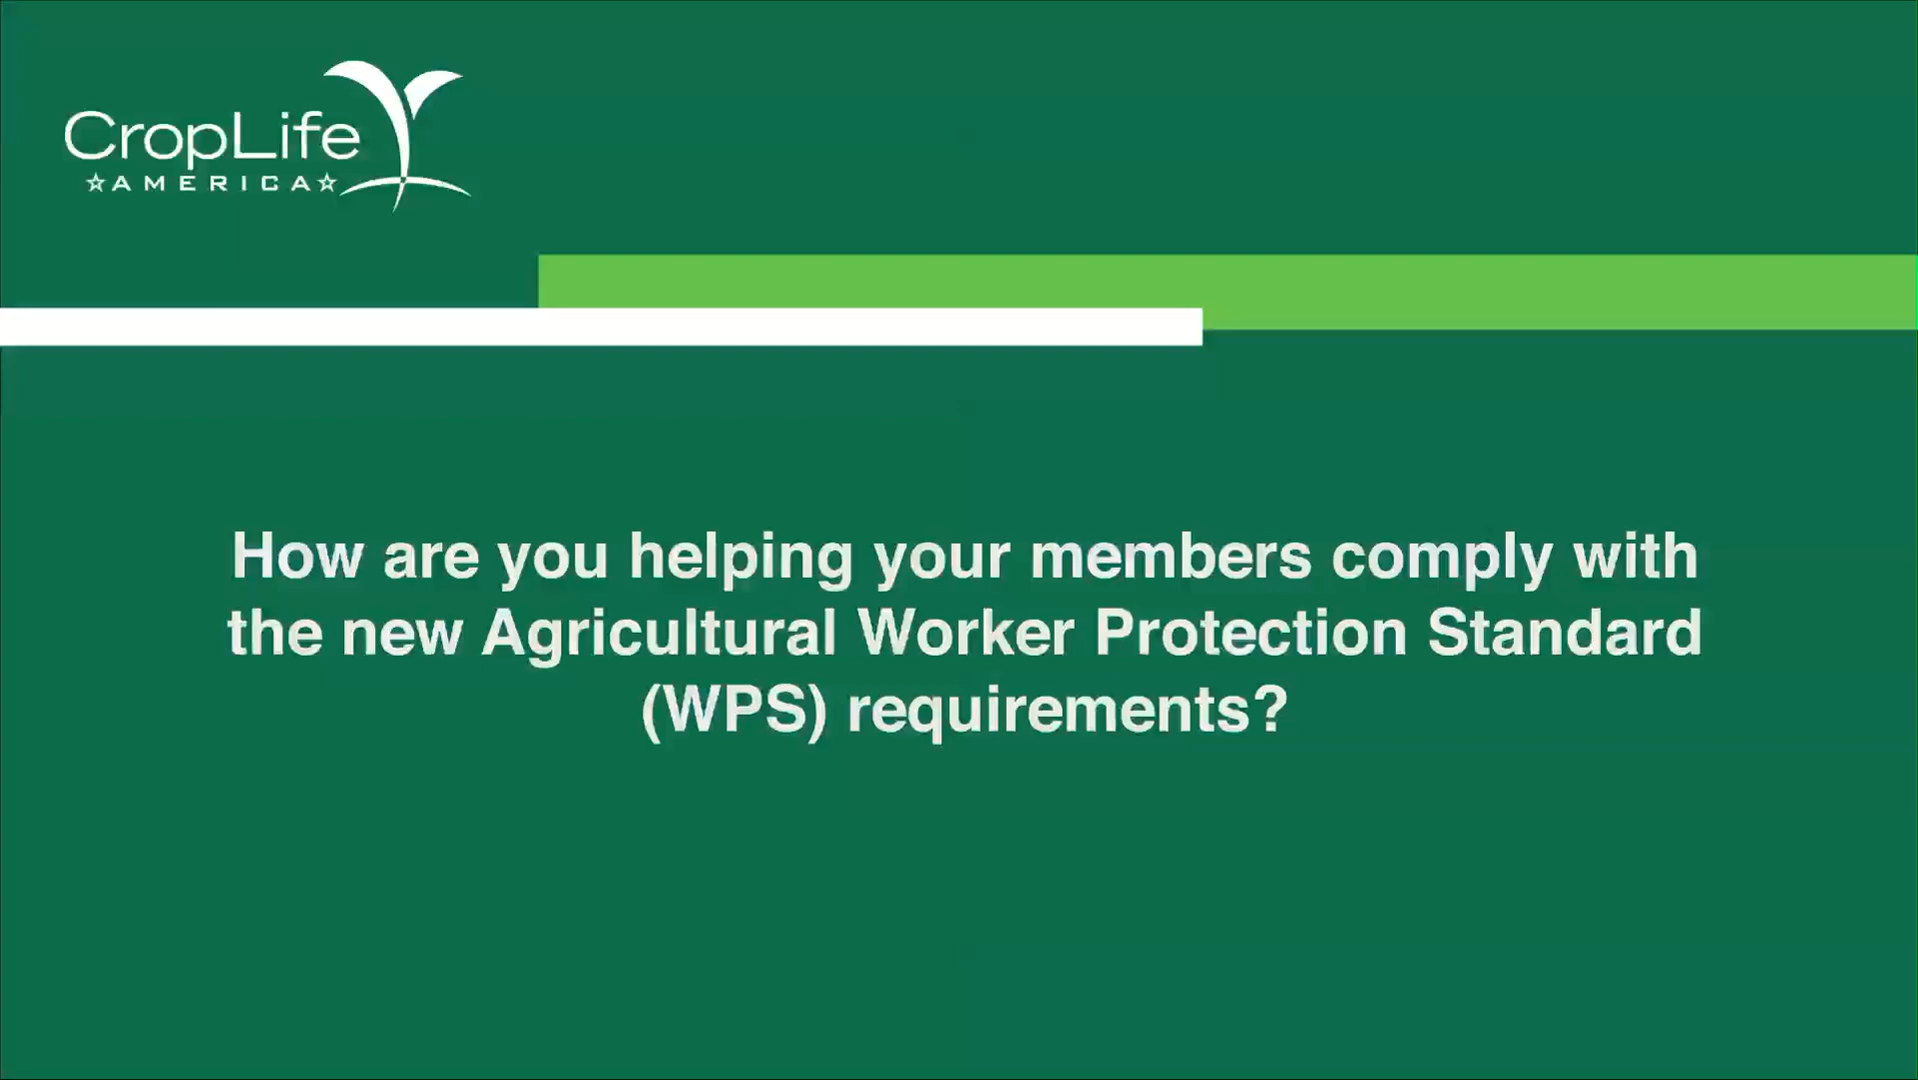 CropLife
☆AMERICA☆
How are you helping your members comply with
the new Agricultural Worker Protection Standard
(WPS) requirements?